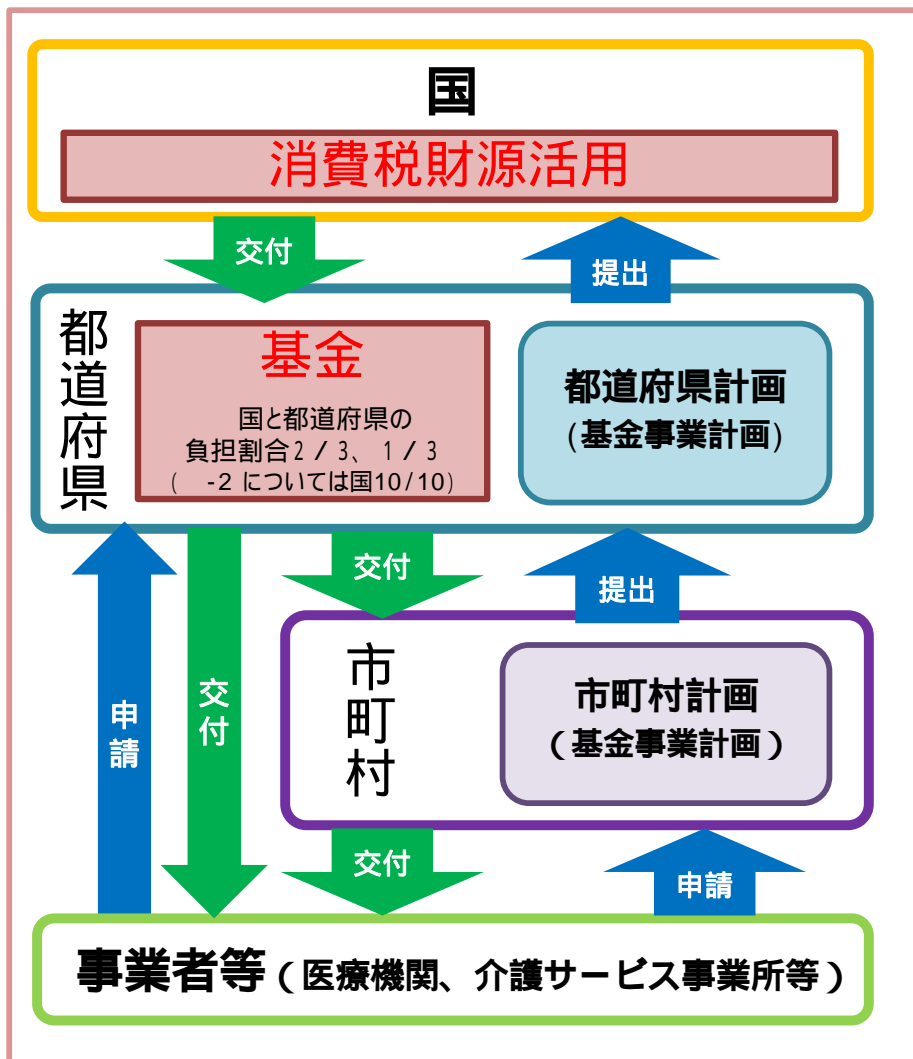 国
消費税財源活用
交付
提出
都道府県
基金
国と都道府県の
負担割合2/3、1/3
( -2 については国10/10)
都道府県計画
(基金事業計画)
交付
提出
申請
交付
市町村
市町村計画
(基金事業計画)
交付
申請
事業者等(医療機関、介護サービス事業所等)